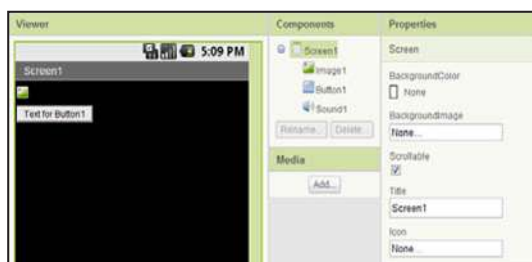 Viewer
5:09 PM
Screen1
Text for Button1
Components
Screen1
Image1
Button1
Sound1
Rename... Delete...
Media
Add...
Properties
Screen
BackgroundColor
None
BackgroundImage
None...
Scrollable
Title
Screen1
Icon
None...